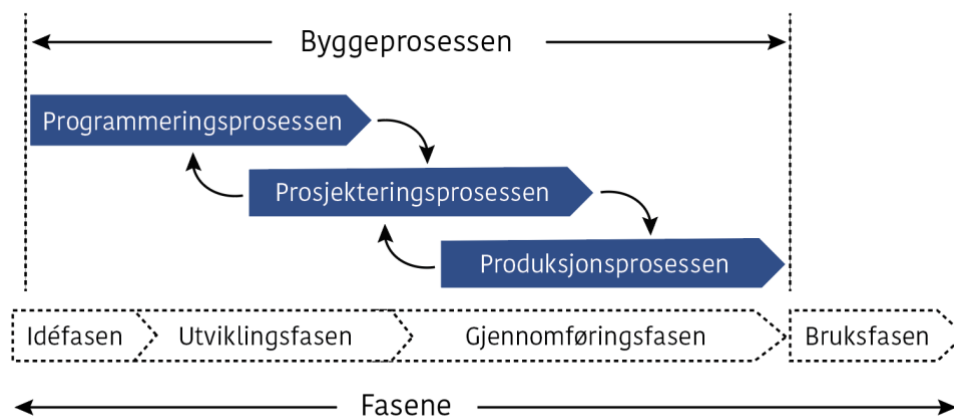 Byggeprosessen
Programmeringsprosessen
Prosjekteringsprosessen
Produksjonsprosessen
Idéfasen Utviklingsfasen Gjennomføringsfasen Bruksfasen
Fasene